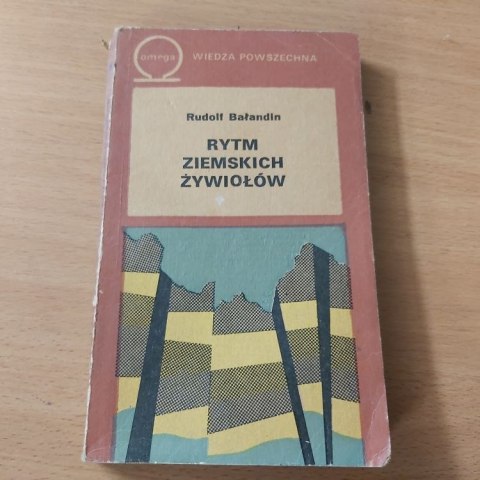 omega
WIEDZA POWSZECHNA
Rudolf Bałandin
RYTM
ZIEMSKICH
ŻYWIOŁÓW